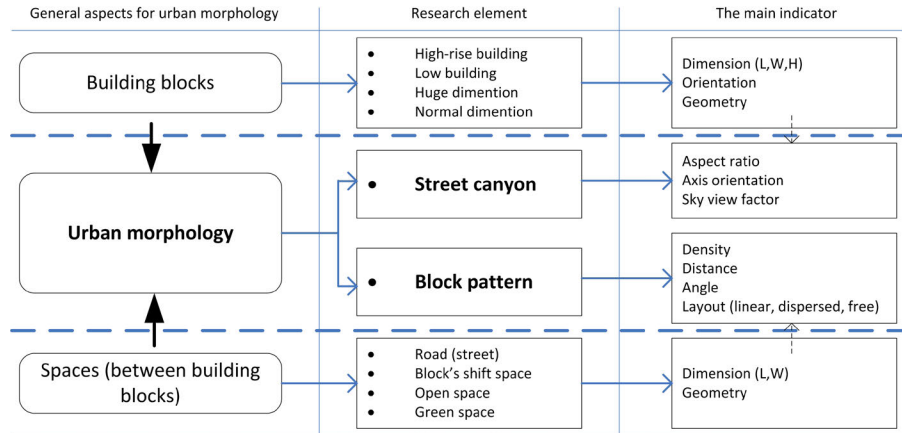 General aspects for urban morphology
Research element
The main indicator
Building blocks
• High-rise building
• Low building
• Huge dimention
• Normal dimention
Dimension (L,W,H)
Orientation
Geometry
Urban morphology
• Street canyon
Aspect ratio
Axis orientation
Sky view factor
• Block pattern
Density
Distance
Angle
Layout (linear, dispersed, free)
Spaces (between building
blocks)
• Road (street)
• Block's shift space
• Open space
• Green space
Dimension (L,W)
Geometry